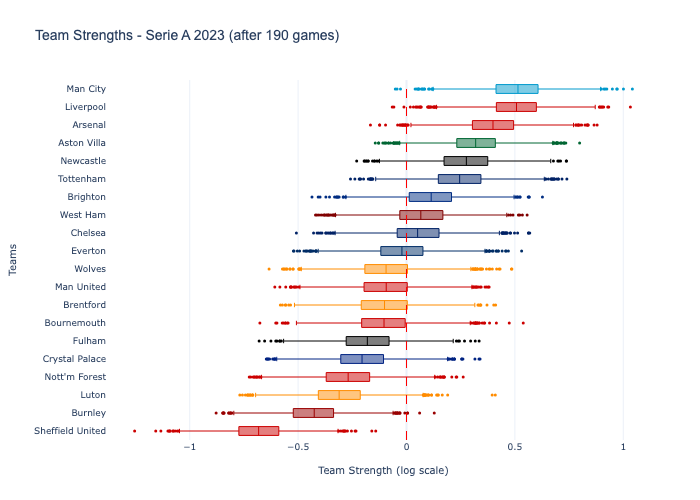 Team Strengths - Serie A 2023 (after 190 games)
Man City
Liverpool
Arsenal
Aston Villa
Newcastle
Tottenham
Brighton
West Ham
Chelsea
Everton
Wolves
Man United
Brentford
Bournemouth
Fulham
Crystal Palace
Nott'm Forest
Luton
Burnley
Sheffield United
Teams
−1
−0.5
0
0.5
1
Team Strength (log scale)